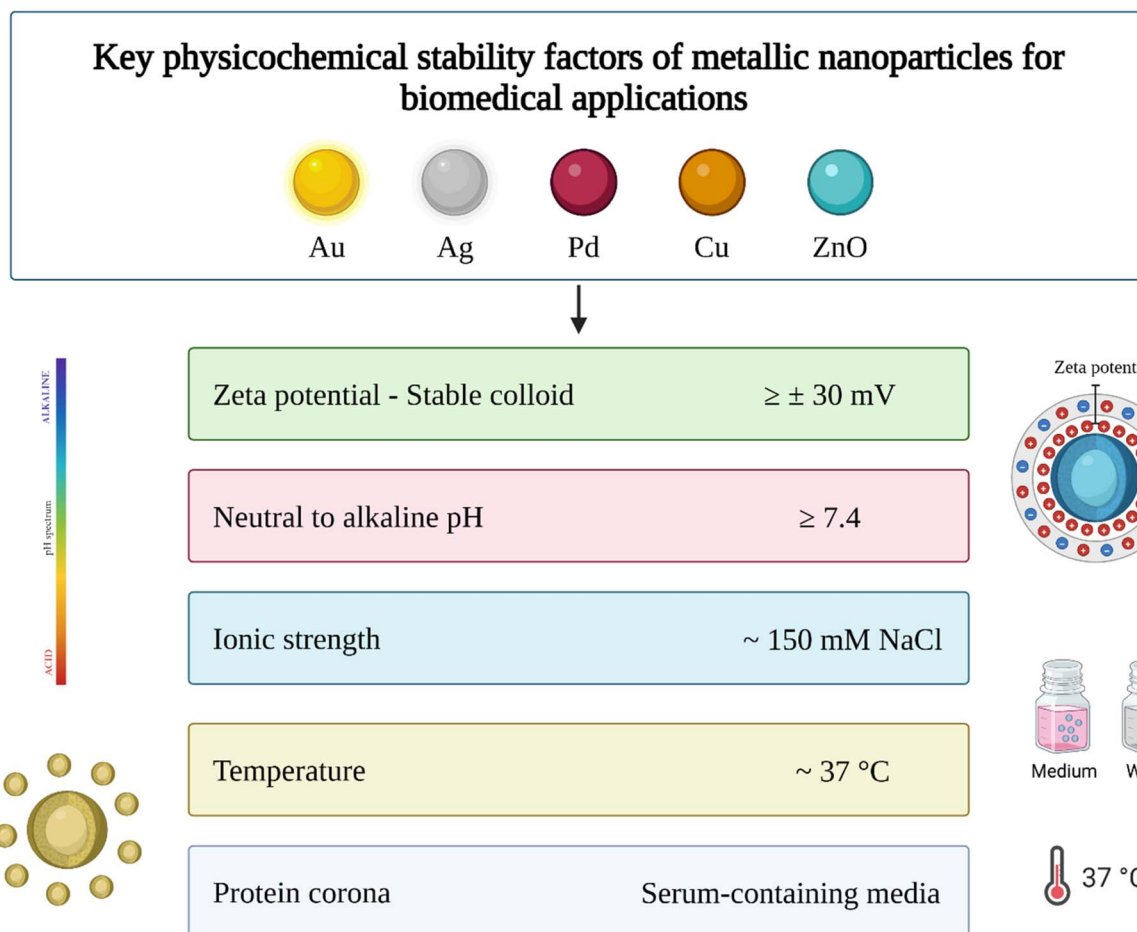 Key physicochemical stability factors of metallic nanoparticles for
biomedical applications
Au Ag Pd Cu ZnO
ALKALINE
pH spectrum
ACID
Zeta potential - Stable colloid ≥ ± 30 mV
Neutral to alkaline pH ≥ 7.4
Ionic strength ~ 150 mM NaCl
Temperature ~ 37 °C
Protein corona Serum-containing media
Zeta
Medium
37 °C